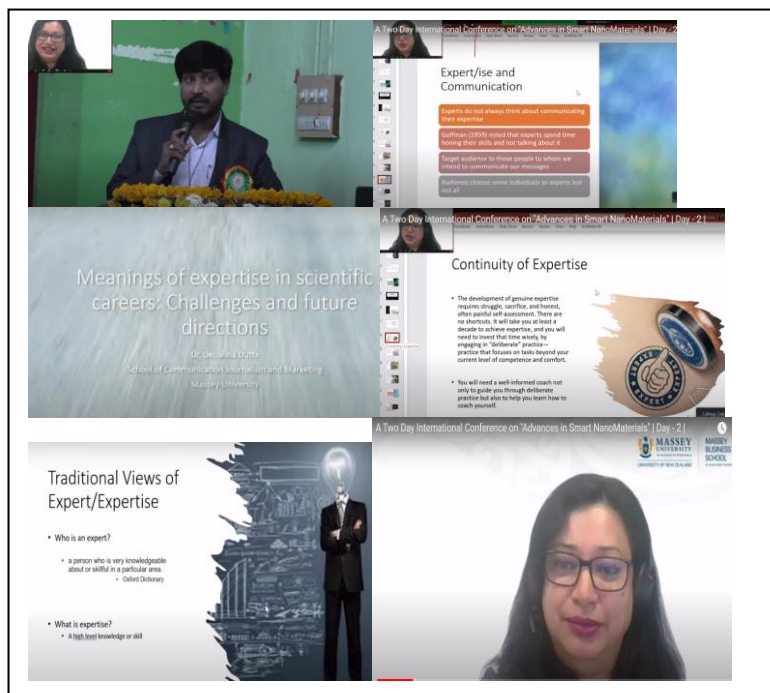 A Two Day International Conference on "Advances in Smart NanoMaterials" | Day - 2
Expert/ise and
Communication
Experts do not always think about communicating
their expertise
Goffman (1959) noted that experts spend time
honing their skills and not talking about it
Target audience to those people to whom we
intend to communicate our messages
Audience choose some individuals as experts but
not all
Meanings of expertise in scientific
careers: Challenges and future
directions
Dr. Debalina Dutta
School of Communication Journalism and Marketing
Massey University
A Two Day International Conference on "Advances in Smart NanoMaterials" | Day - 2 |
Continuity of Expertise
• The development of genuine expertise
requires struggle, sacrifice, and honest,
often painful self-assessment. There are
no shortcuts. It will take you at least a
decade to achieve expertise, and you will
need to invest that time wisely, by
engaging in "deliberate" practice—
practice that focuses on tasks beyond your
current level of competence and comfort.
• You will need a well-informed coach not
only to guide you through deliberate
practice but also to help you learn how to
coach yourself.
EXPERT
Traditional Views of
Expert/Expertise
• Who is an expert?
• a person who is very knowledgeable
about or skillful in a particular area.
• Oxford Dictionary
• What is expertise?
• A high level knowledge or skill
A Two Day International Conference on "Advances in Smart NanoMaterials" | Day - 2 |
MASSEY
UNIVERSITY
UNIVERSITY OF NEW ZEALAND
MASSEY
BUSINESS
SCHOOL